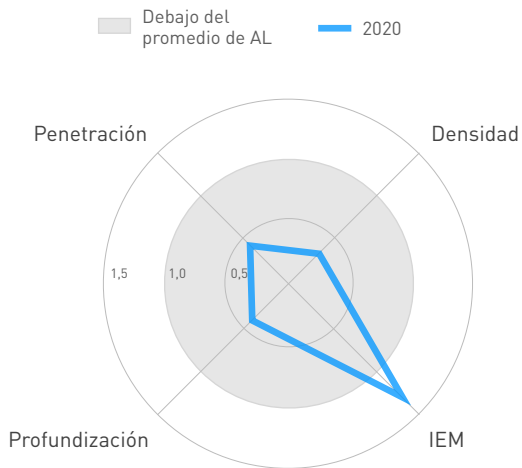 Debajo del
promedio de AL
2020
Penetración
Densidad
1,5
1,0
0,5
Profundización
IEM